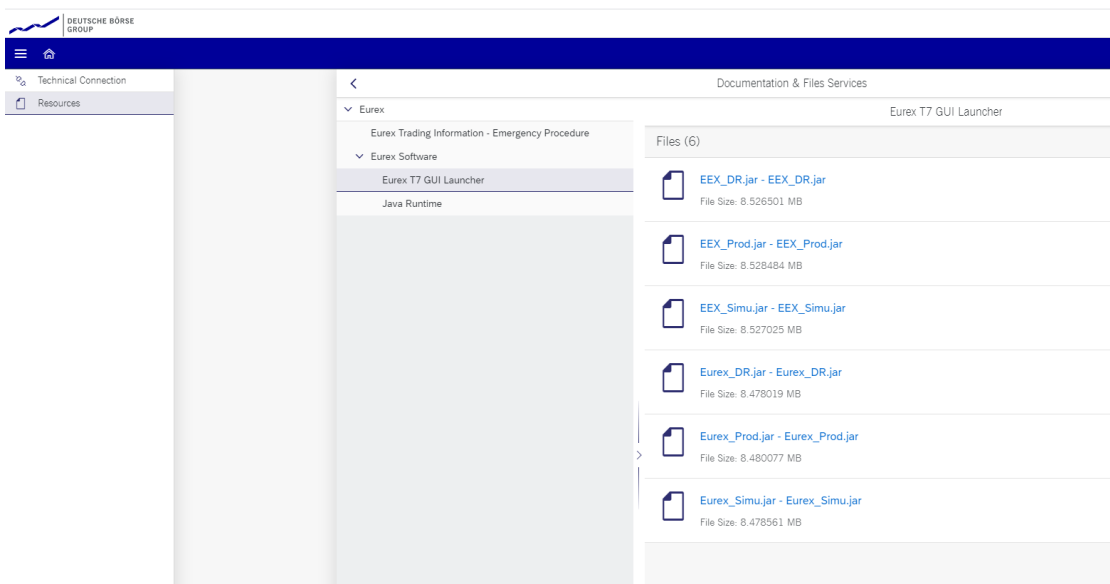 DEUTSCHE BÖRSE
GROUP
Technical Connection
Resources
Documentation & Files Services
Eurex
Eurex Trading Information - Emergency Procedure
Eurex Software
Eurex T7 GUI Launcher
Java Runtime
Eurex T7 GUI Launcher
Files (6)
EEX_DR.jar - EEX_DR.jar
File Size: 8.526501 MB
EEX_Prod.jar - EEX_Prod.jar
File Size: 8.528484 MB
EEX_Simu.jar - EEX_Simu.jar
File Size: 8.527025 MB
Eurex_DR.jar - Eurex_DR.jar
File Size: 8.478019 MB
Eurex_Prod.jar - Eurex_Prod.jar
File Size: 8.480077 MB
Eurex_Simu.jar - Eurex_Simu.jar
File Size: 8.478561 MB